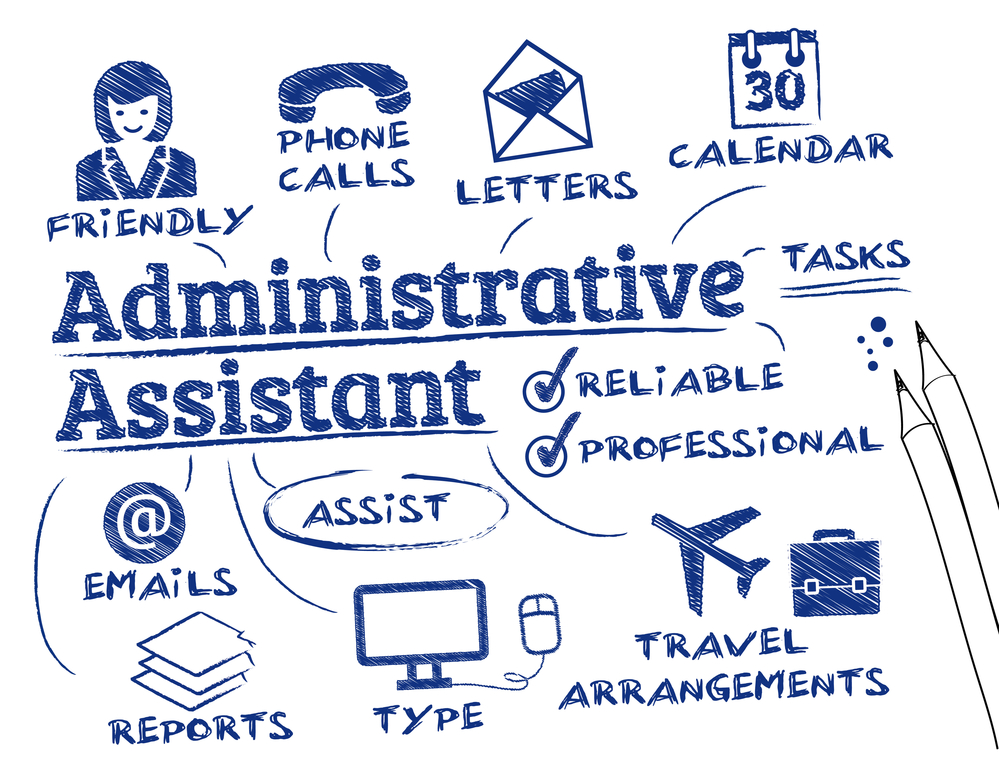 30
PHONE
CALLS
LETTERS
CALENDAR
FRiENDLY
TASKS
Administrative
Assistant
RELiABLE
PROFESSiONAL
ASSiST
@
EMAiLS
TRAVEL
ARRANGEMENTS
REPORTS
TYPE